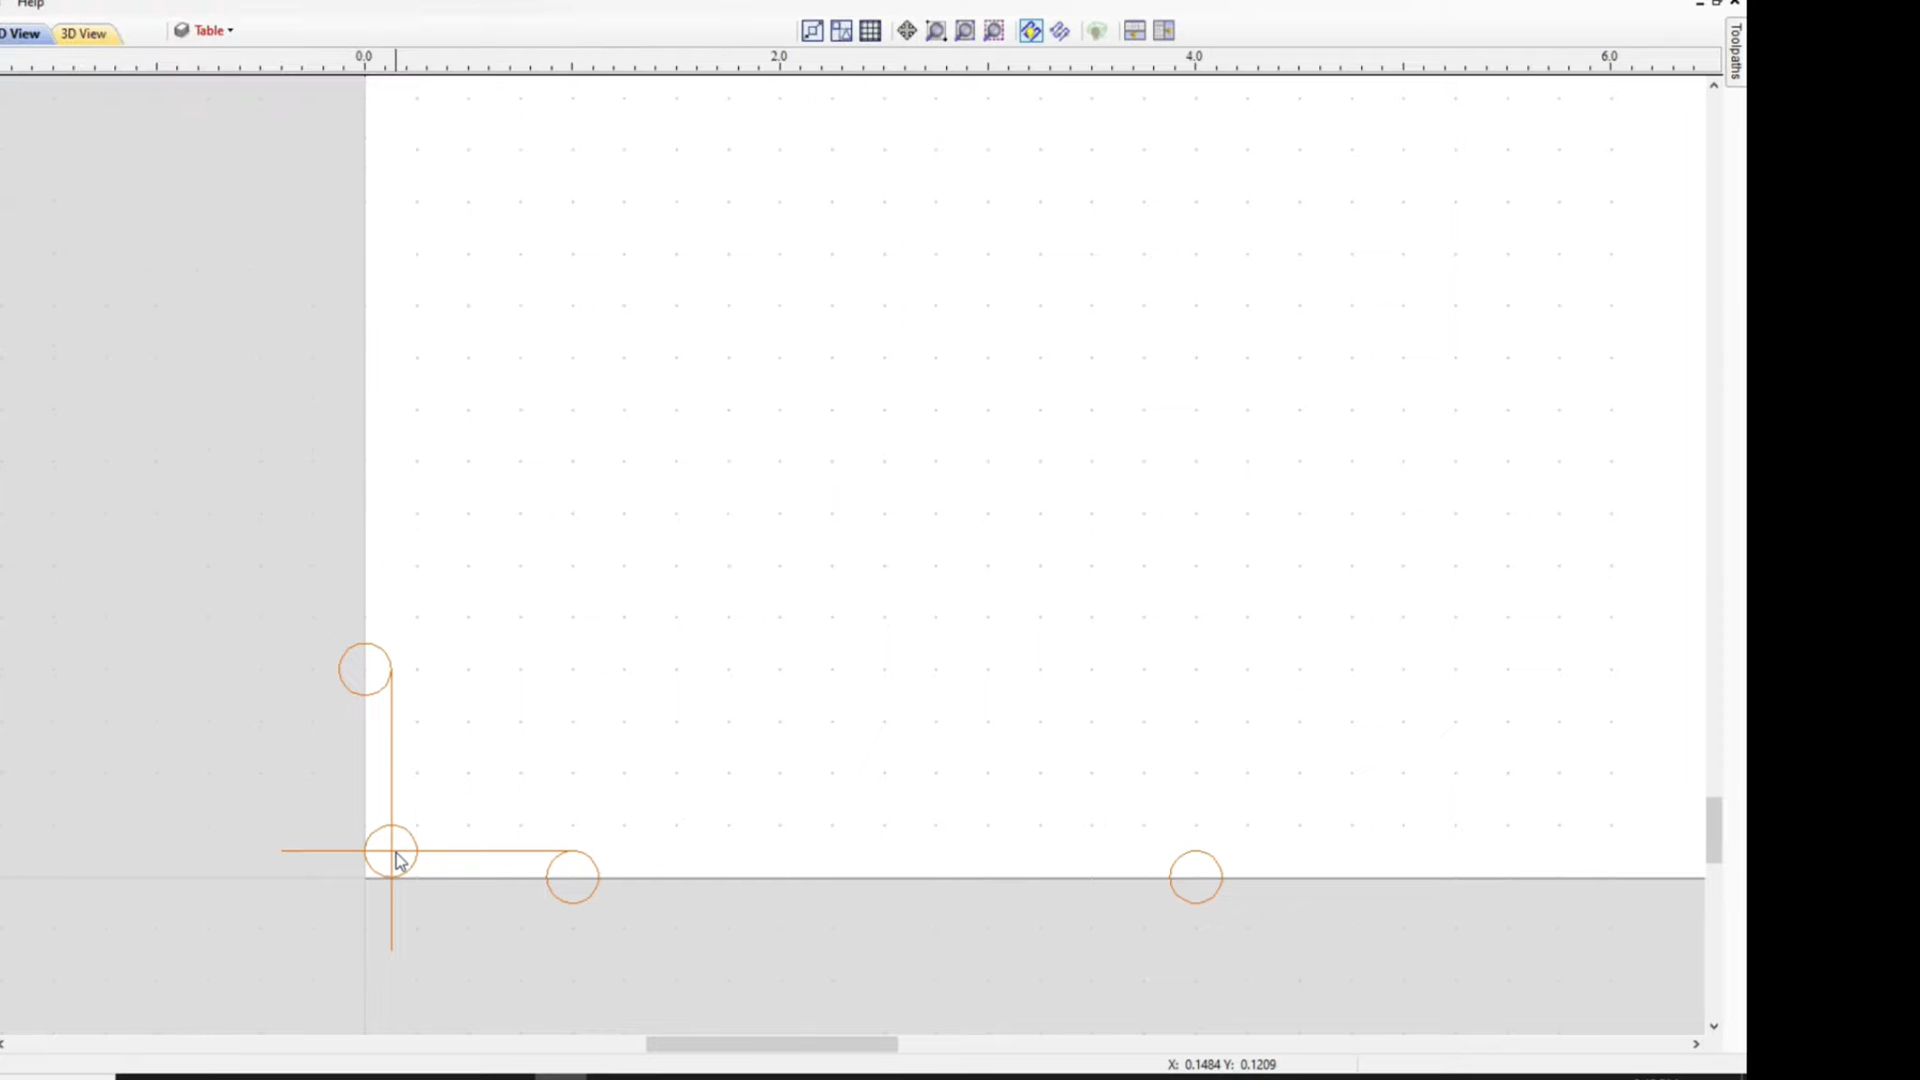 Help
D View
3D View
Table
0.0
2.0
4.0
6.0
Toolpaths
X: 0.1484 Y: 0.1209